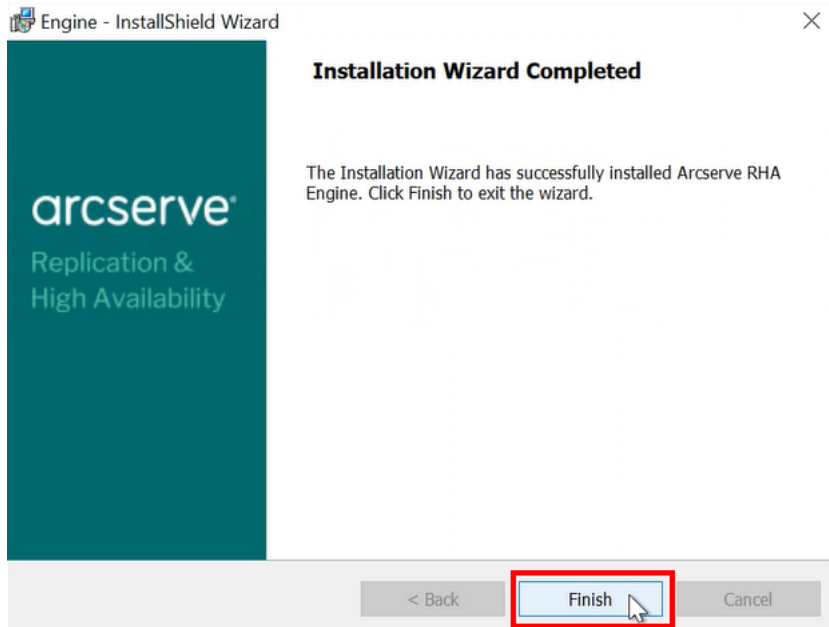 Engine - InstallShield Wizard
Installation Wizard Completed
The Installation Wizard has successfully installed Arcserve RHA
Engine. Click Finish to exit the wizard.
arcserve®
Replication &
High Availability
< Back
Finish
Cancel